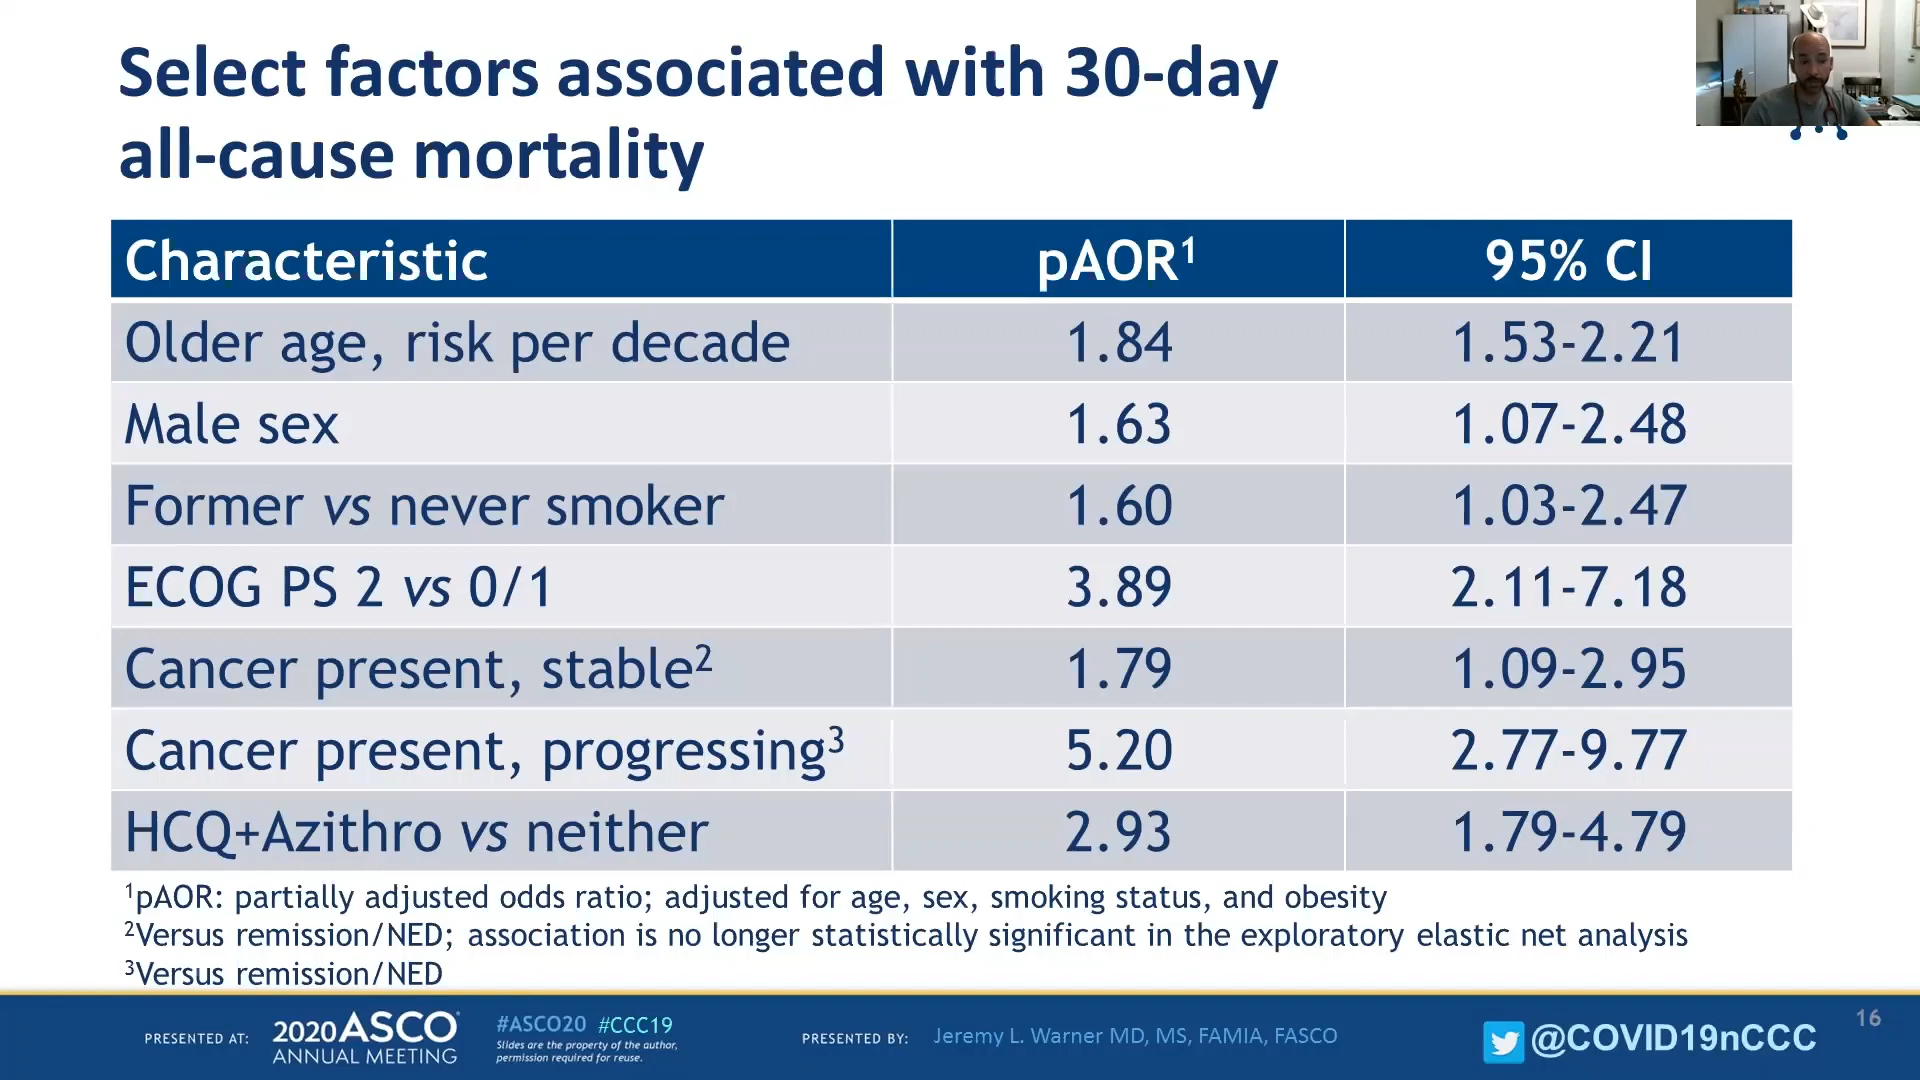 Select factors associated with 30-day
all-cause mortality
Characteristic pAOR¹ 95% CI
Older age, risk per decade 1.84 1.53-2.21
Male sex 1.63 1.07-2.48
Former vs never smoker 1.60 1.03-2.47
ECOG PS 2 vs 0/1 3.89 2.11-7.18
Cancer present, stable² 1.79 1.09-2.95
Cancer present, progressing³ 5.20 2.77-9.77
HCQ+Azithro vs neither 2.93 1.79-4.79
¹pAOR: partially adjusted odds ratio; adjusted for age, sex, smoking status, and obesity
²Versus remission/NED; association is no longer statistically significant in the exploratory elastic net analysis
³Versus remission/NED
PRESENTED AT:
2020 ASCO
ANNUAL MEETING
#ASCO20 #CCC19
Slides are the property of the author,
permission required for reuse.
PRESENTED BY: Jeremy L. Warner MD, MS, FAMIA, FASCO
@COVID19nCCC
16